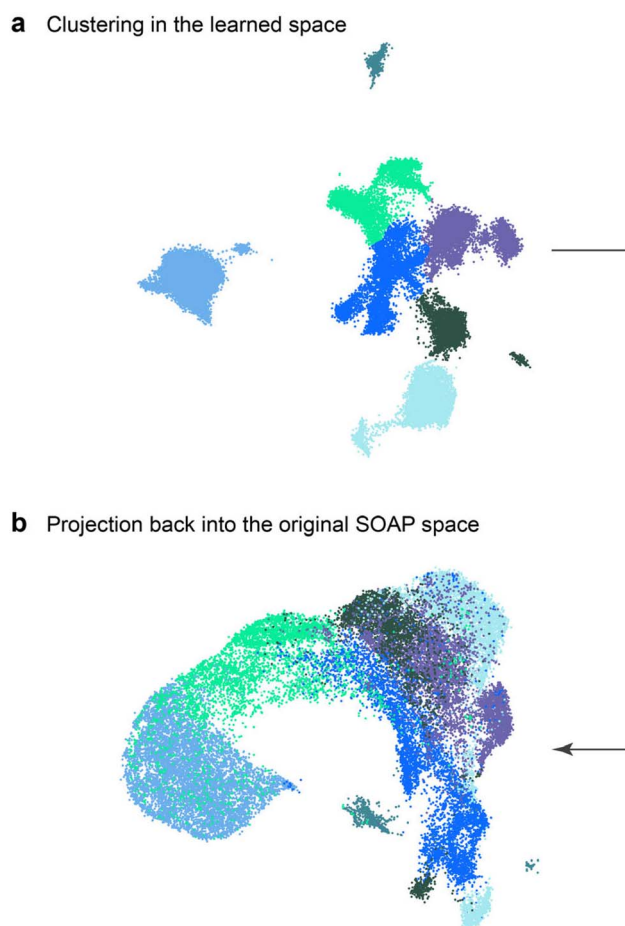 a Clustering in the learned space
b Projection back into the original SOAP space